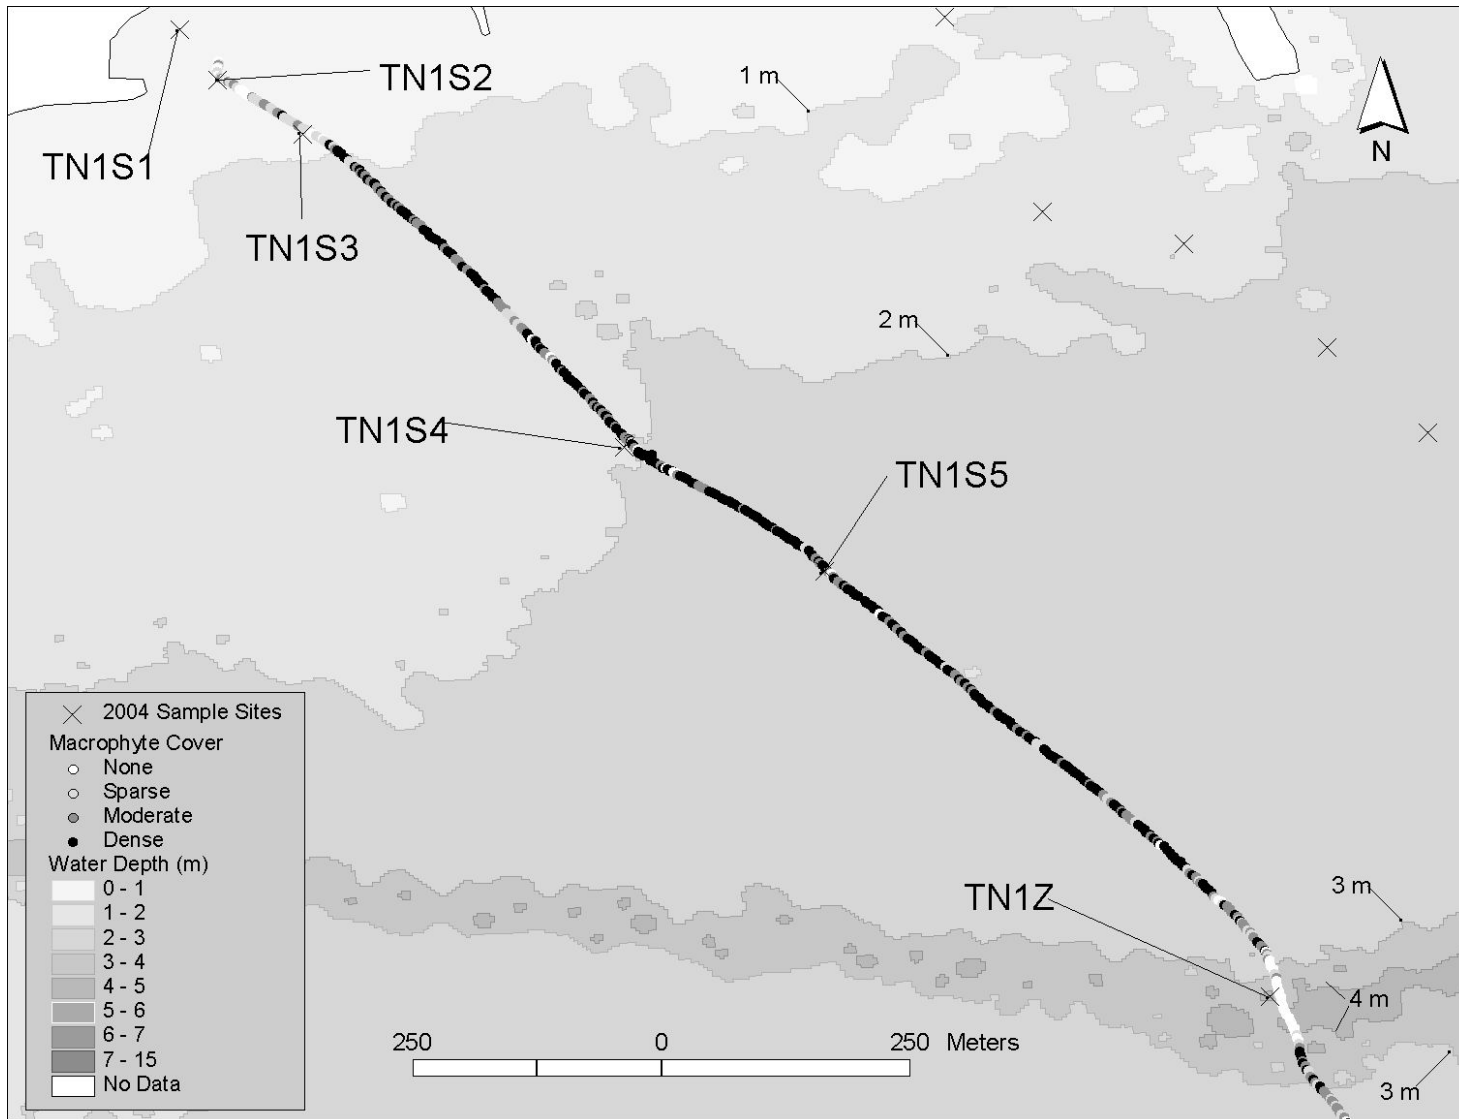 TN1S2
1 m
N
TN1S1
TN1S3
2 m
TN1S4
TN1S5
TN1Z
3 m
4 m
3 m
2004 Sample Sites
Macrophyte Cover
None
Sparse
Moderate
Dense
Water Depth (m)
0 - 1
1 - 2
2 - 3
3 - 4
4 - 5
5 - 6
6 - 7
7 - 15
No Data
250 0 250 Meters